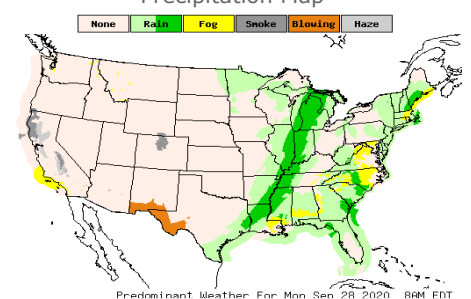 Precipitation Map
None Rain Fog Smoke Blowing Haze
Predominant Weather For Mon Sep 28 2020 8AM EDT